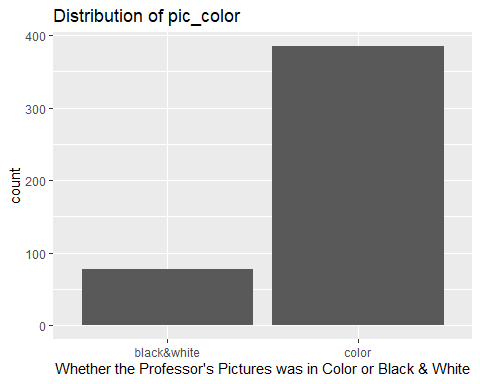 Distribution of pic_color
400
300
200
100
0
count
black&white
color
Whether the Professor's Pictures was in Color or Black & White